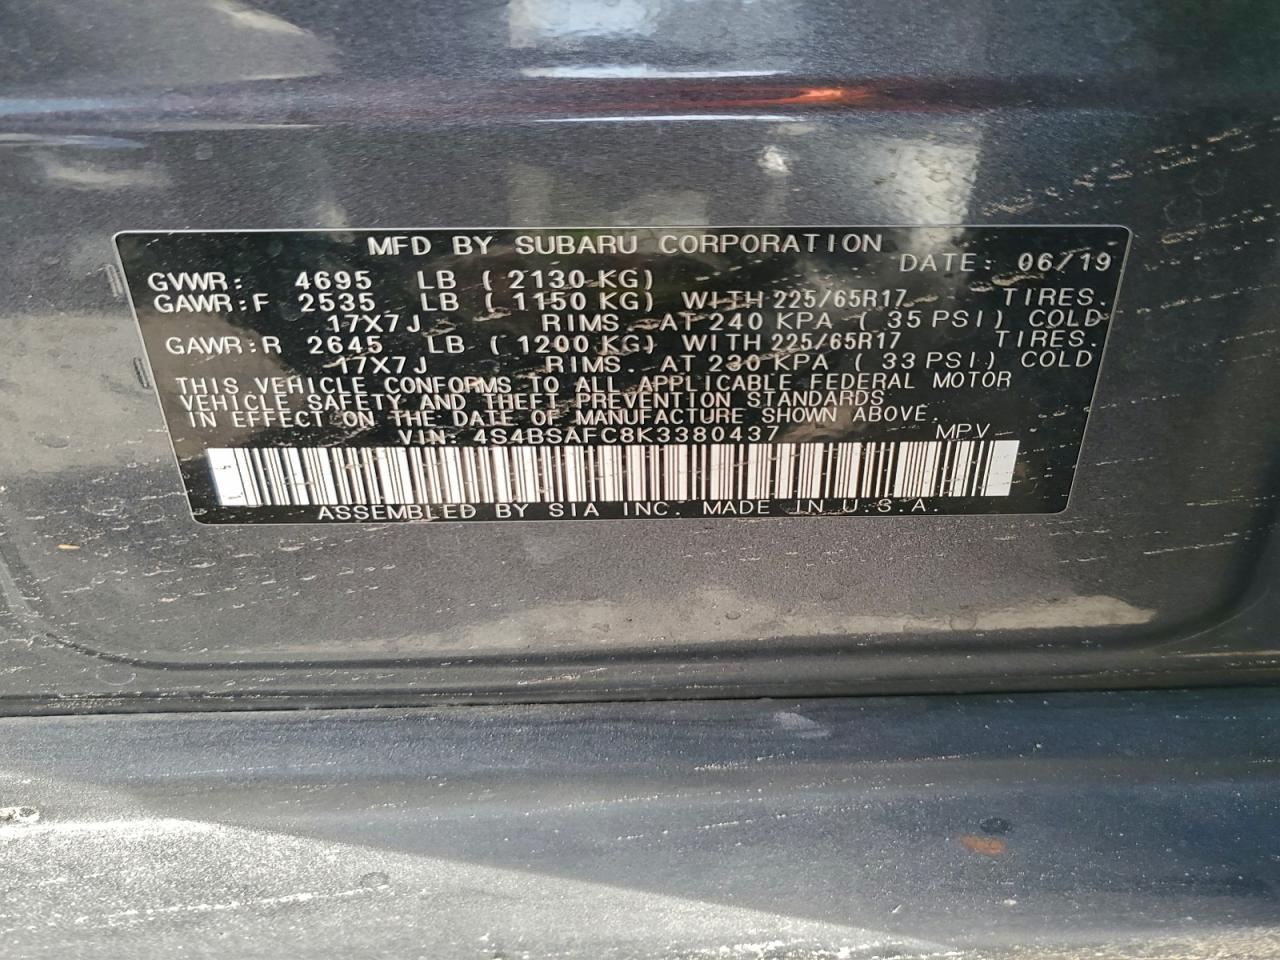 MFD BY SUBARU CORPORATION
DATE: 06/19
GVWR: 4695 LB (2130 KG)
GAWR:F 2535 LB (1150 KG) WITH 225/65R17 TIRES.
17X7J RIMS. AT 240 KPA ( 35 PSI) COLD
GAWR:R 2645 LB (1200 KG) WITH 225/65R17 TIRES.
17X7J RIMS. AT 230 KPA ( 33 PSI) COLD
THIS VEHICLE CONFORMS TO ALL APPLICABLE FEDERAL MOTOR
VEHICLE SAFETY AND THEFT PREVENTION STANDARDS
IN EFFECT ON THE DATE OF MANUFACTURE SHOWN ABOVE.
VIN: 4S4BSAFC8K3380437 MPV
ASSEMBLED BY SIA INC. MADE IN U.S.A.